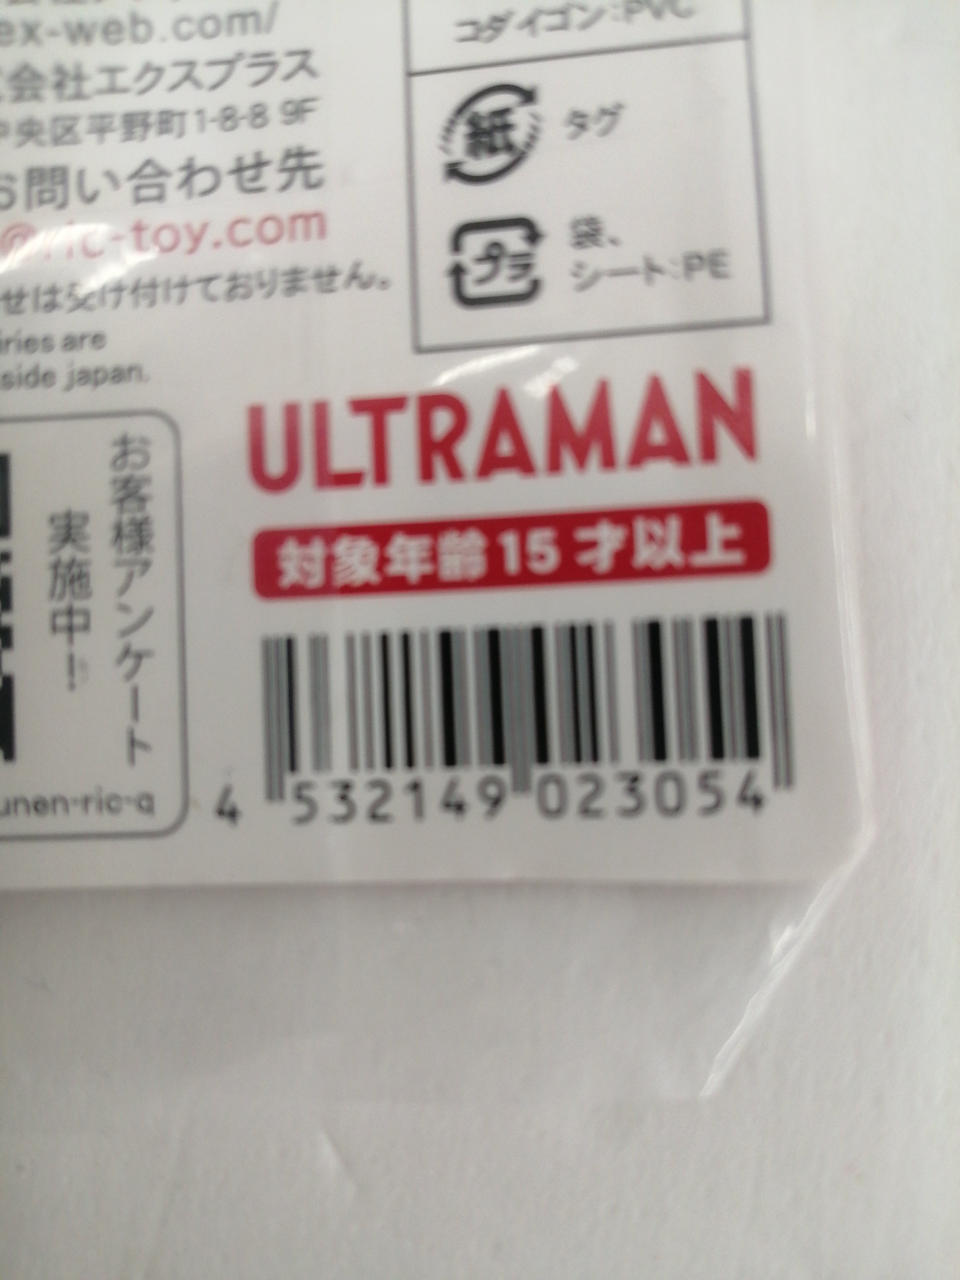 ex-web.com/
会社エクスプラス
中央区平野町1-8-8 9F
お問い合わせ先
@ric-toy.com
せは受け付けておりません。
iries are
side japan.
コダイゴン:PVC
紙 タグ
プラ 袋、
シート:PE
お客様アンケート
実施中!
unen-ric-q
ULTRAMAN
対象年齢15才以上
4 532149 023054